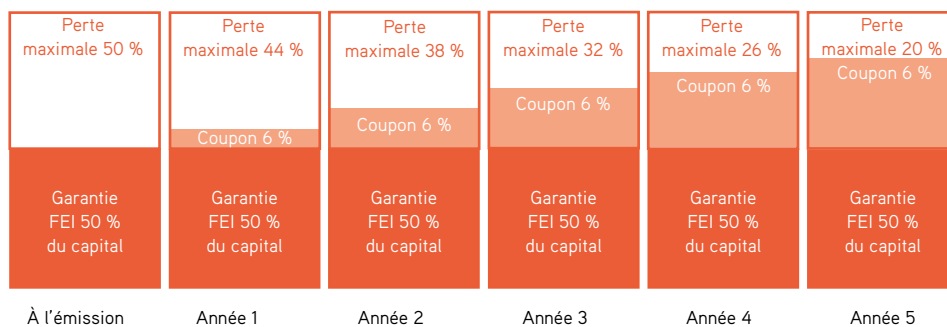 Perte
maximale 50 %
Perte
maximale 44 %
Perte
maximale 38 %
Perte
maximale 32 %
Perte
maximale 26 %
Perte
maximale 20 %
Coupon 6 %
Coupon 6 %
Coupon 6 %
Coupon 6 %
Coupon 6 %
Garantie
FEI 50 %
du capital
Garantie
FEI 50 %
du capital
Garantie
FEI 50 %
du capital
Garantie
FEI 50 %
du capital
Garantie
FEI 50 %
du capital
Garantie
FEI 50 %
du capital
À l’émission
Année 1
Année 2
Année 3
Année 4
Année 5